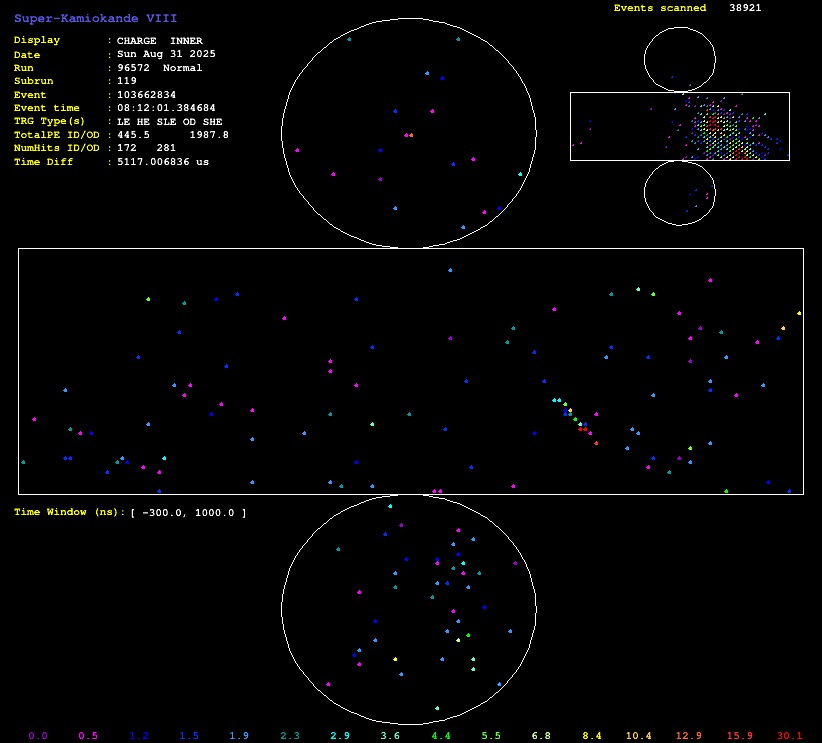 Super-Kamiokande VIII
Events scanned 38921
Display : CHARGE INNER
Date : Sun Aug 31 2025
Run : 96572 Normal
Subrun : 119
Event : 103662834
Event time : 08:12:01.384684
TRG Type(s) : LE HE SLE OD SHE
TotalPE ID/OD : 445.5 1987.8
NumHits ID/OD : 172 281
Time Diff : 5117.006836 us
Time Window (ns): [ -300.0, 1000.0 ]
0.0 0.5 1.2 1.5 1.9 2.3 2.9 3.6 4.4 5.5 6.8 8.4 10.4 12.9 15.9 30.1